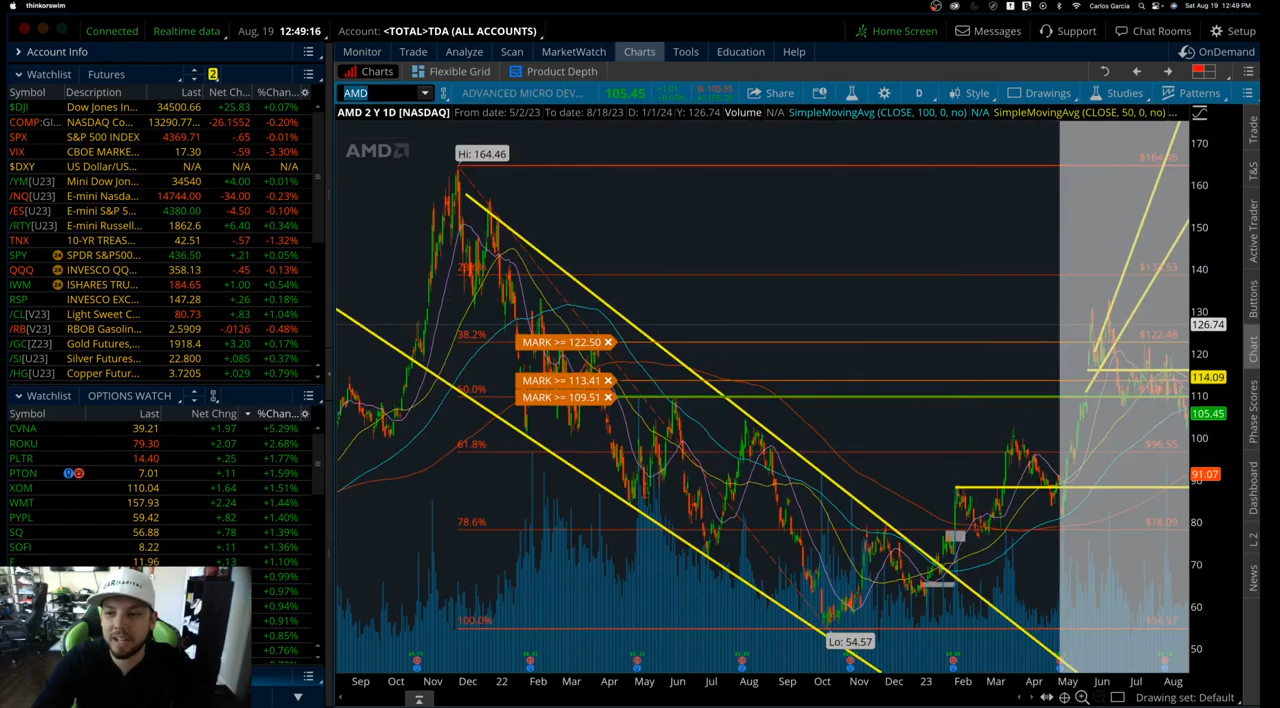 thinkorswim
Carlos Garcia Sat Aug 19 12:49 PM
Connected Realtime data Aug, 19 12:49:16 Account: <TOTAL>TDA (ALL ACCOUNTS) Home Screen Messages Support Chat Rooms Setup
Account Info
Monitor Trade Analyze Scan MarketWatch Charts Tools Education Help OnDemand
Watchlist Futures 2
Charts Flexible Grid Product Depth
Symbol Description Last Net Ch... %Chan...
AMD ADVANCED MICRO DEV... 105.45 +1.01 B: 105.55 Share D Style Drawings Studies Patterns
AMD 2 Y 1D [NASDAQ] From date: 5/2/23 To date: 8/18/23 D: 1/1/24 Y: 126.74 Volume N/A SimpleMovingAvg (CLOSE, 100, 0, no) N/A SimpleMovingAvg (CLOSE, 50, 0, no)
$DJI Dow Jones In... 34500.66 +25.83 +0.07%
COMP:GI... NASDAQ Co... 13290.77... -26.1552 -0.20%
SPX S&P 500 INDEX 4369.71 -.65 -0.01%
VIX CBOE MARKE... 17.30 -.59 -3.30%
$DXY US Dollar/US... N/A N/A N/A
/YM[U23] Mini Dow Jon... 34540 +4.00 +0.01%
/NQ[U23] E-mini Nasda... 14744.00 -34.00 -0.23%
/ES[U23] E-mini S&P 5... 4380.00 -4.50 -0.10%
/RTY[U23] E-mini Russell... 1862.6 +6.40 +0.34%
TNX 10-YR TREAS... 42.51 -.57 -1.32%
SPY 24 SPDR S&P500... 436.50 +.21 +0.05%
QQQ 24 INVESCO QQ... 358.13 -.45 -0.13%
IWM 24 ISHARES TRU... 184.65 +1.00 +0.54%
RSP INVESCO EXC... 147.28 +.26 +0.18%
/CL[V23] Light Sweet C... 80.73 +.83 +1.04%
/RB[V23] RBOB Gasolin... 2.5909 -.0126 -0.48%
/GC[Z23] Gold Futures,... 1918.4 +3.20 +0.17%
/SI[U23] Silver Futures... 22.800 +.085 +0.37%
/HG[U23] Copper Futur... 3.7205 +.029 +0.79%
Watchlist OPTIONS WATCH
Symbol Last Net Chng %Chan...
CVNA 39.21 +1.97 +5.29%
ROKU 79.30 +2.07 +2.68%
PLTR 14.40 +.25 +1.77%
PTON 7.01 +.11 +1.59%
XOM 110.04 +1.64 +1.51%
WMT 157.93 +2.24 +1.44%
PYPL 59.42 +.82 +1.40%
SQ 56.88 +.78 +1.39%
SOFI 8.22 +.11 +1.36%
F 11.96 +.13 +1.10%
+0.99%
+0.97%
+0.94%
+0.91%
+0.85%
+0.76%
AMD
Hi: 164.46
$164.46
38.2%
$122.48
MARK >= 122.50
MARK >= 113.41
50.0%
MARK >= 109.51
61.8%
$96.55
78.6%
$78.09
100.0%
$54.57
Lo: 54.57
170
160
150
140
130
126.74
120
114.09
110
105.45
100
91.07
80
70
60
50
Sep Oct Nov Dec 22 Feb Mar Apr May Jun Jul Aug Sep Oct Nov Dec 23 Feb Mar Apr May Jun Jul Aug
Drawing set: Default
Trade
T&S
Active Trader
Buttons
Chart
Phase Scores
Dashboard
L 2
News